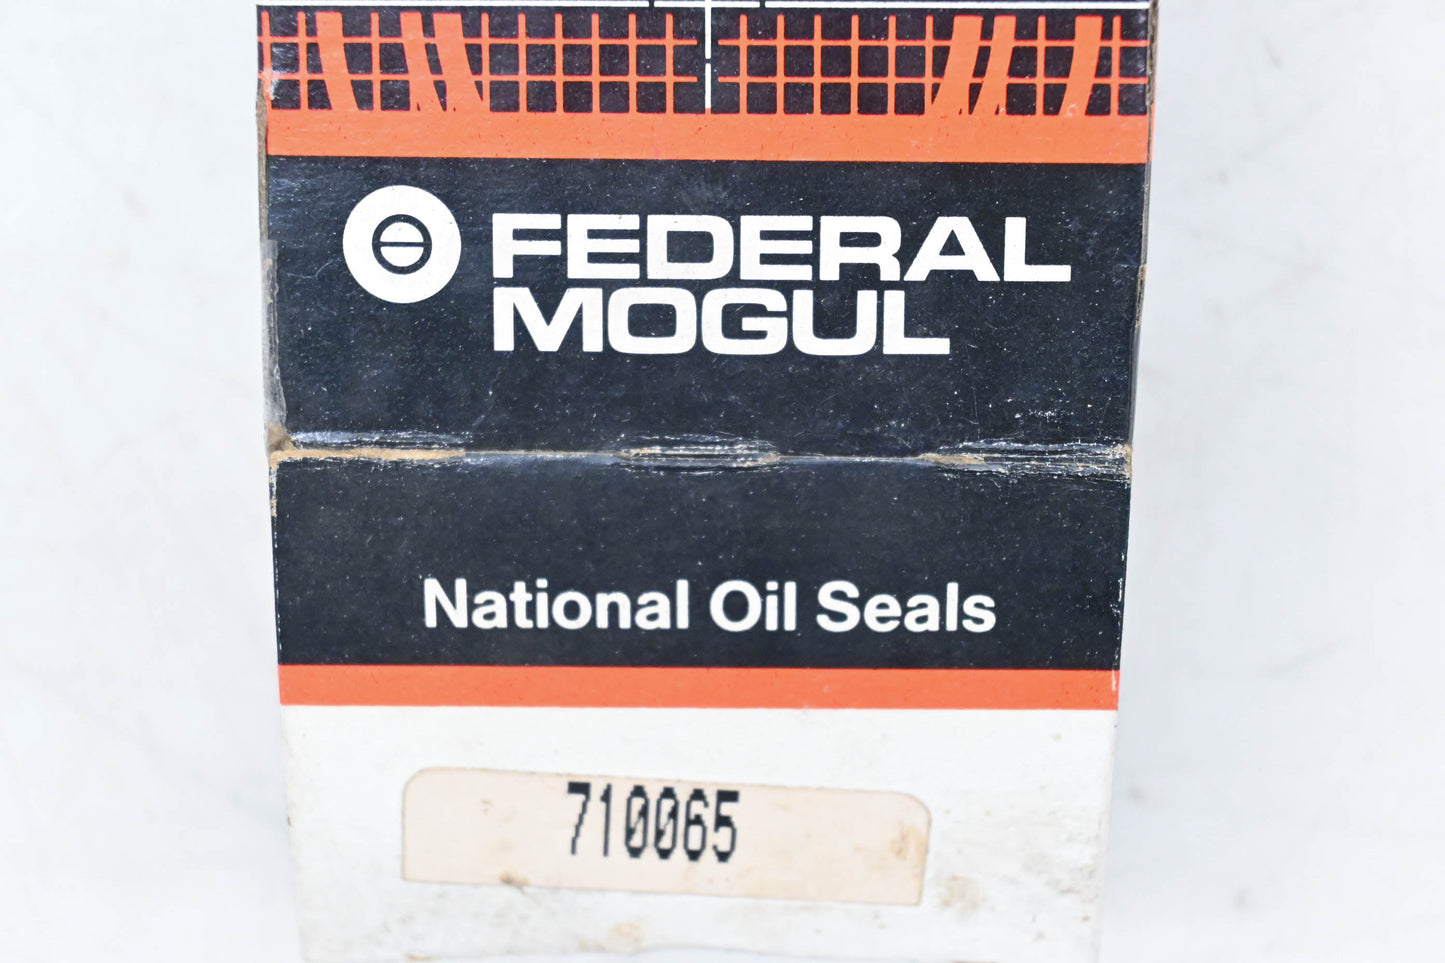 FEDERAL
MOGUL
National Oil Seals
710065